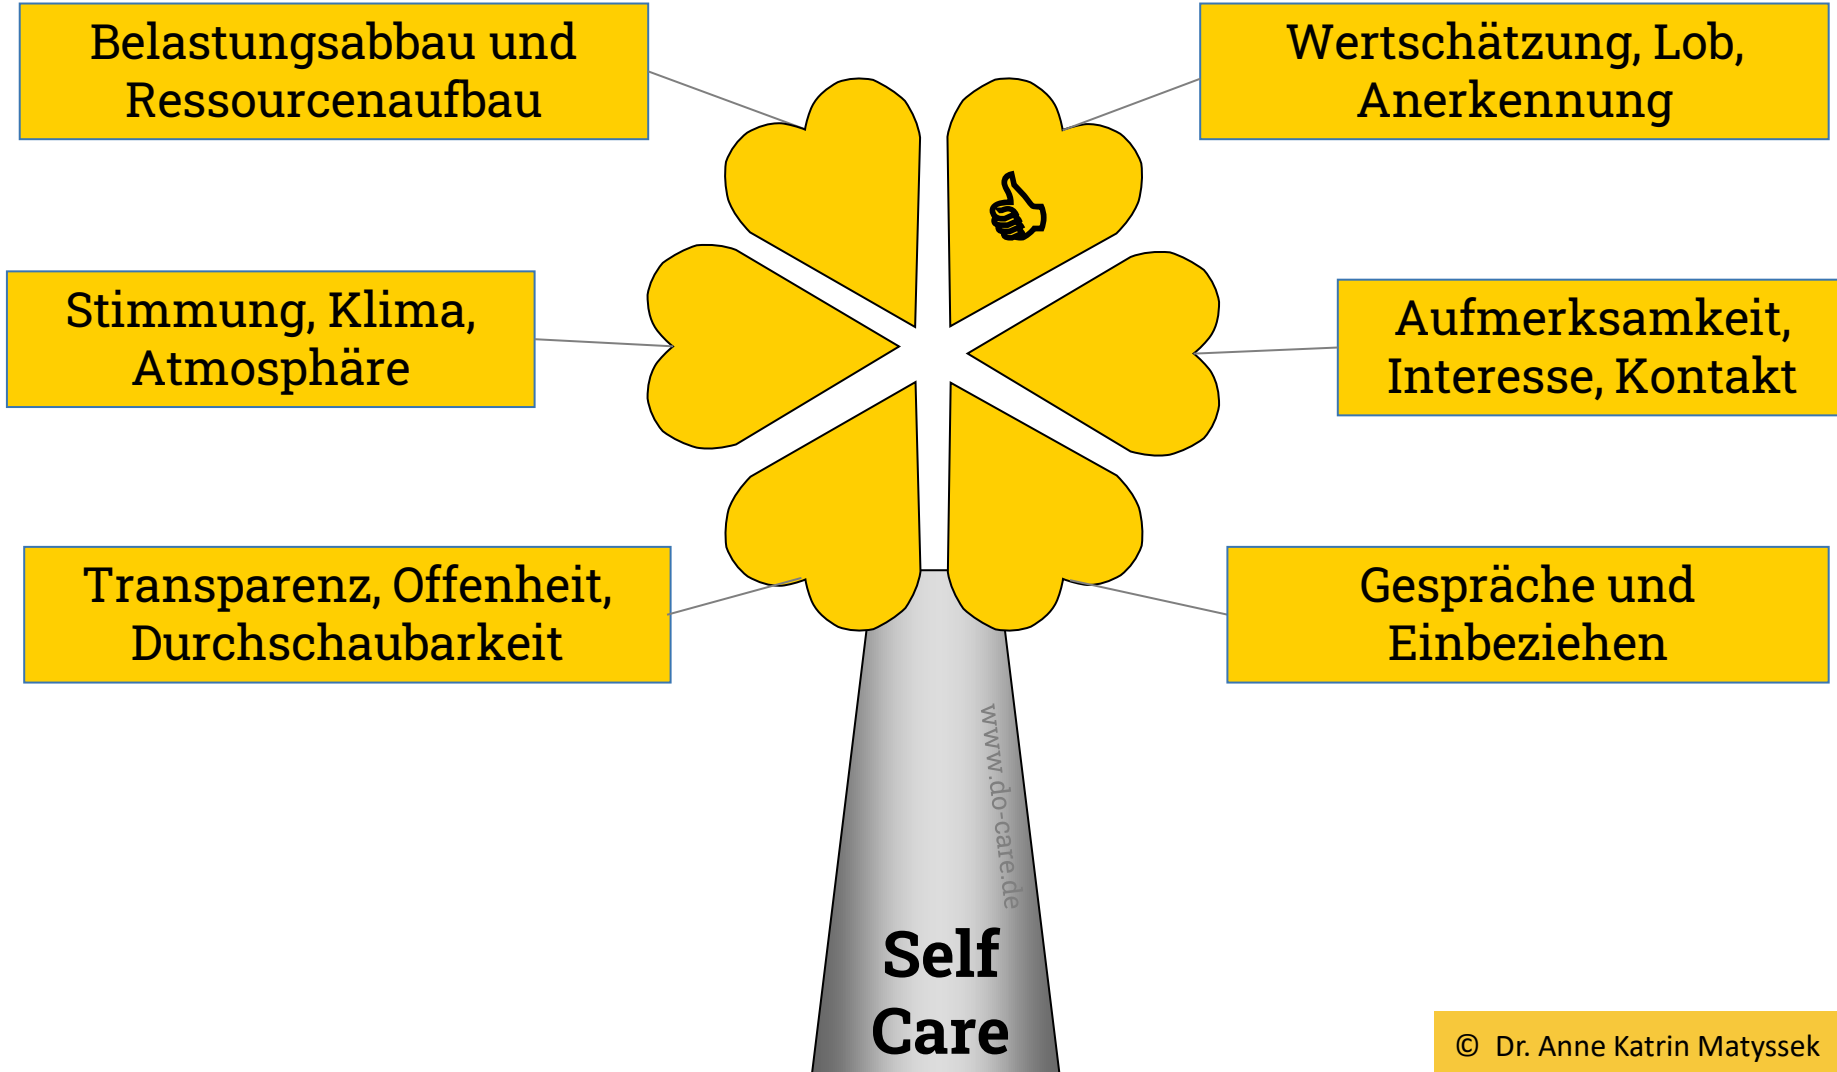 Belastungsabbau und
Ressourcenaufbau
Wertschätzung, Lob,
Anerkennung
Stimmung, Klima,
Atmosphäre
Aufmerksamkeit,
Interesse, Kontakt
Transparenz, Offenheit,
Durchschaubarkeit
Gespräche und
Einbeziehen
www.do-care.de
Self
Care
© Dr. Anne Katrin Matyssek